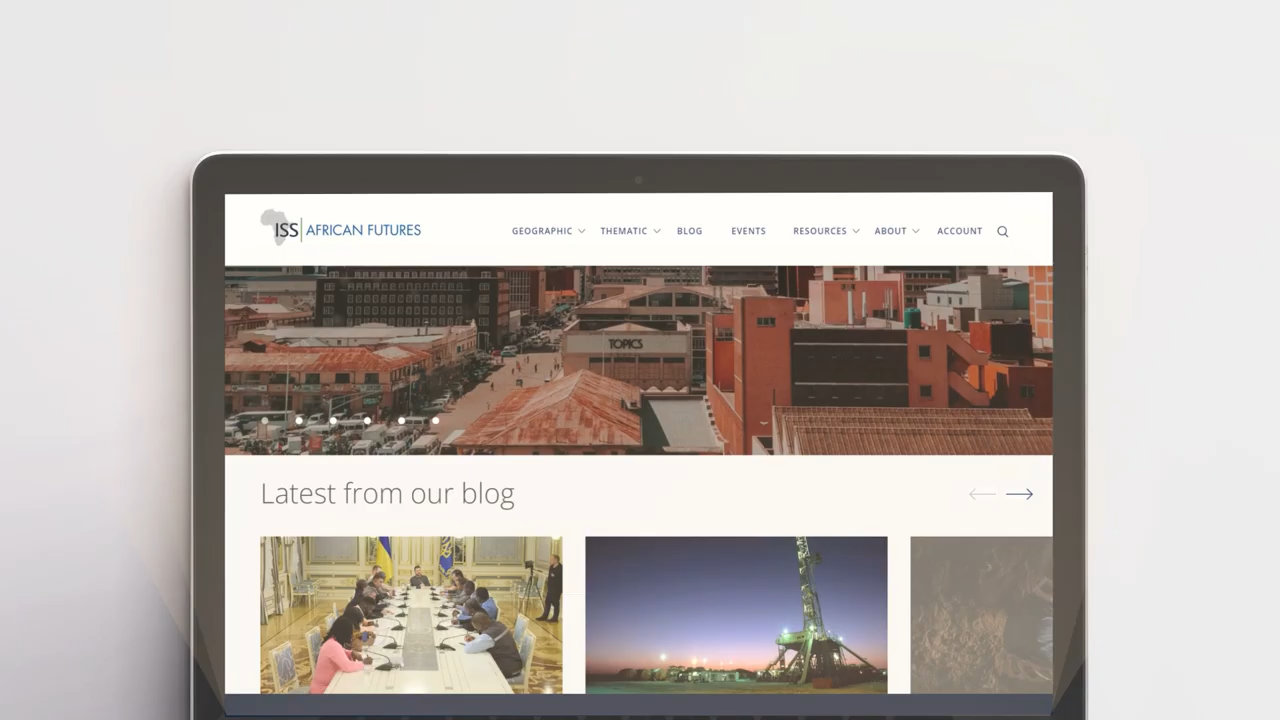 ISS AFRICAN FUTURES
GEOGRAPHIC THEMATIC BLOG EVENTS RESOURCES ABOUT ACCOUNT
TOPICS
Latest from our blog